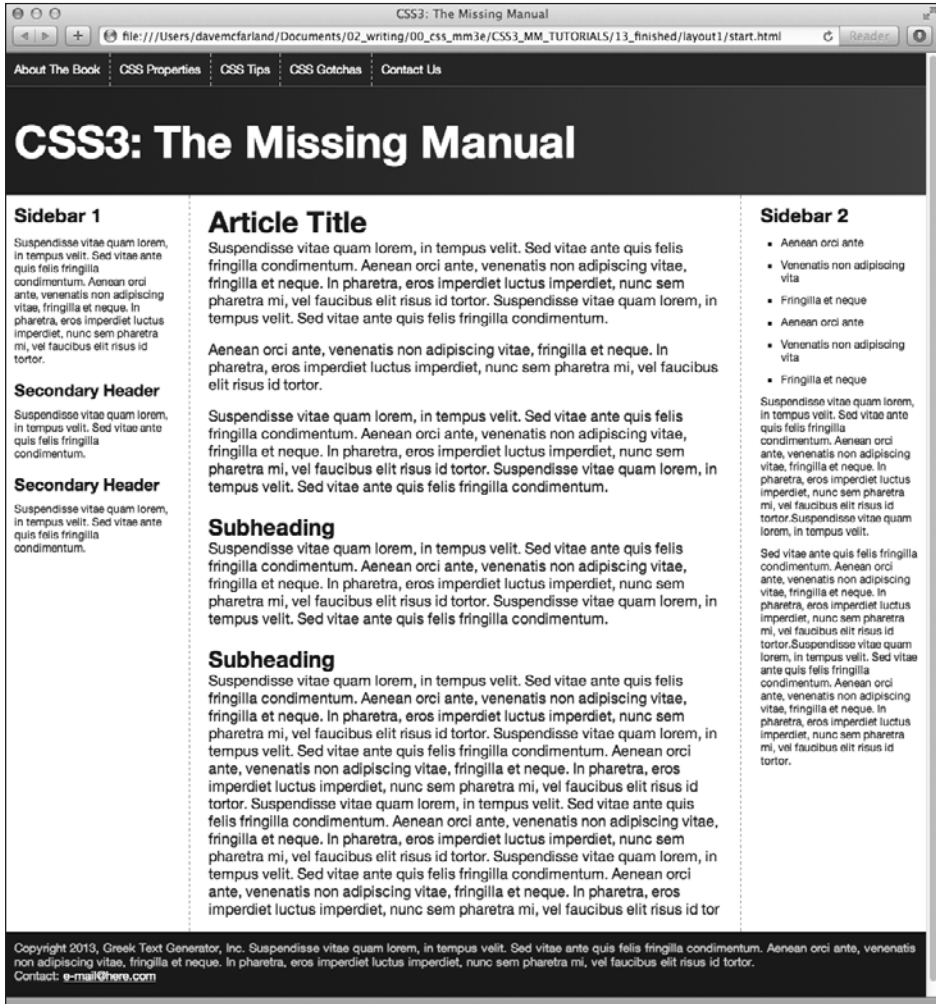 CSS3: The Missing Manual
file:///Users/davemcfarland/Documents/02_writing/00_css_mm3e/CSS3_MM_TUTORIALS/13_finished/layout1/start.html
Reader
About The Book CSS Properties CSS Tips CSS Gotchas Contact Us
CSS3: The Missing Manual
Sidebar 1
Suspendisse vitae quam lorem,
in tempus velit. Sed vitae ante
quis felis fringilla
condimentum. Aenean orci
ante, venenatis non adipiscing
vitae, fringilla et neque. In
pharetra, eros imperdiet luctus
imperdiet, nunc sem pharetra
mi, vel faucibus elit risus id
tortor.
Secondary Header
Suspendisse vitae quam lorem,
in tempus velit. Sed vitae ante
quis felis fringilla
condimentum.
Secondary Header
Suspendisse vitae quam lorem,
in tempus velit. Sed vitae ante
quis felis fringilla
condimentum.
Article Title
Suspendisse vitae quam lorem, in tempus velit. Sed vitae ante quis felis
fringilla condimentum. Aenean orci ante, venenatis non adipiscing vitae,
fringilla et neque. In pharetra, eros imperdiet luctus imperdiet, nunc sem
pharetra mi, vel faucibus elit risus id tortor. Suspendisse vitae quam lorem, in
tempus velit. Sed vitae ante quis felis fringilla condimentum.
Aenean orci ante, venenatis non adipiscing vitae, fringilla et neque. In
pharetra, eros imperdiet luctus imperdiet, nunc sem pharetra mi, vel faucibus
elit risus id tortor.
Suspendisse vitae quam lorem, in tempus velit. Sed vitae ante quis felis
fringilla condimentum. Aenean orci ante, venenatis non adipiscing vitae,
fringilla et neque. In pharetra, eros imperdiet luctus imperdiet, nunc sem
pharetra mi, vel faucibus elit risus id tortor. Suspendisse vitae quam lorem, in
tempus velit. Sed vitae ante quis felis fringilla condimentum.
Subheading
Suspendisse vitae quam lorem, in tempus velit. Sed vitae ante quis felis
fringilla condimentum. Aenean orci ante, venenatis non adipiscing vitae,
fringilla et neque. In pharetra, eros imperdiet luctus imperdiet, nunc sem
pharetra mi, vel faucibus elit risus id tortor. Suspendisse vitae quam lorem, in
tempus velit. Sed vitae ante quis felis fringilla condimentum.
Subheading
Suspendisse vitae quam lorem, in tempus velit. Sed vitae ante quis felis
fringilla condimentum. Aenean orci ante, venenatis non adipiscing vitae,
fringilla et neque. In pharetra, eros imperdiet luctus imperdiet, nunc sem
pharetra mi, vel faucibus elit risus id tortor. Suspendisse vitae quam lorem, in
tempus velit. Sed vitae ante quis felis fringilla condimentum. Aenean orci
ante, venenatis non adipiscing vitae, fringilla et neque. In pharetra, eros
imperdiet luctus imperdiet, nunc sem pharetra mi, vel faucibus elit risus id
tortor. Suspendisse vitae quam lorem, in tempus velit. Sed vitae ante quis
felis fringilla condimentum. Aenean orci ante, venenatis non adipiscing vitae,
fringilla et neque. In pharetra, eros imperdiet luctus imperdiet, nunc sem
pharetra mi, vel faucibus elit risus id tortor. Suspendisse vitae quam lorem, in
tempus velit. Sed vitae ante quis felis fringilla condimentum. Aenean orci
ante, venenatis non adipiscing vitae, fringilla et neque. In pharetra, eros
imperdiet luctus imperdiet, nunc sem pharetra mi, vel faucibus elit risus id tor
Sidebar 2
Aenean orci ante
Venenatis non adipiscing
vita
Fringilla et neque
Aenean orci ante
Venenatis non adipiscing
vita
Fringilla et neque
Suspendisse vitae quam lorem,
in tempus velit. Sed vitae ante
quis felis fringilla
condimentum. Aenean orci
ante, venenatis non adipiscing
vitae, fringilla et neque. In
pharetra, eros imperdiet luctus
imperdiet, nunc sem pharetra
mi, vel faucibus elit risus id
tortor.Suspendisse vitae quam
lorem, in tempus velit.
Sed vitae ante quis felis fringilla
condimentum. Aenean orci
ante, venenatis non adipiscing
vitae, fringilla et neque. In
pharetra, eros imperdiet luctus
imperdiet, nunc sem pharetra
mi, vel faucibus elit risus id
tortor.Suspendisse vitae quam
lorem, in tempus velit. Sed vitae
ante quis felis fringilla
condimentum. Aenean orci
ante, venenatis non adipiscing
vitae, fringilla et neque. In
pharetra, eros imperdiet luctus
imperdiet, nunc sem pharetra
mi, vel faucibus elit risus id
tortor.
Copyright 2013, Greek Text Generator, Inc. Suspendisse vitae quam lorem, in tempus velit. Sed vitae ante quis felis fringilla condimentum. Aenean orci ante, venenatis
non adipiscing vitae, fringilla et neque. In pharetra, eros imperdiet luctus imperdiet, nunc sem pharetra mi, vel faucibus elit risus id tortor.
Contact: e-mail@here.com